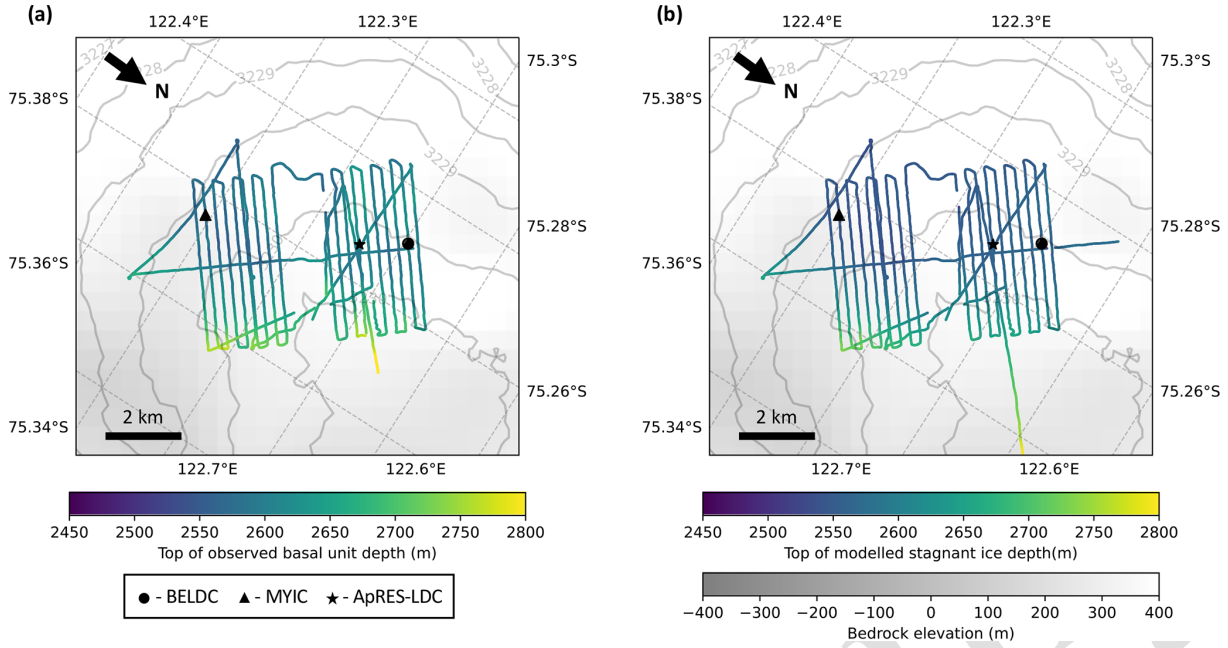 (a)
122.4°E 122.3°E
3227
3228
3229
3228
3229
N
75.38°S
75.3°S
75.36°S
75.28°S
75.34°S
75.26°S
2 km
122.7°E 122.6°E
2450 2500 2550 2600 2650 2700 2750 2800
Top of observed basal unit depth (m)
● - BELDC ▲ - MYIC ★ - ApRES-LDC
(b)
122.4°E 122.3°E
3227
3228
3229
3228
3229
N
75.38°S
75.3°S
75.36°S
75.28°S
75.34°S
75.26°S
2 km
122.7°E 122.6°E
2450 2500 2550 2600 2650 2700 2750 2800
Top of modelled stagnant ice depth(m)
−400 −300 −200 −100 0 100 200 300 400
Bedrock elevation (m)